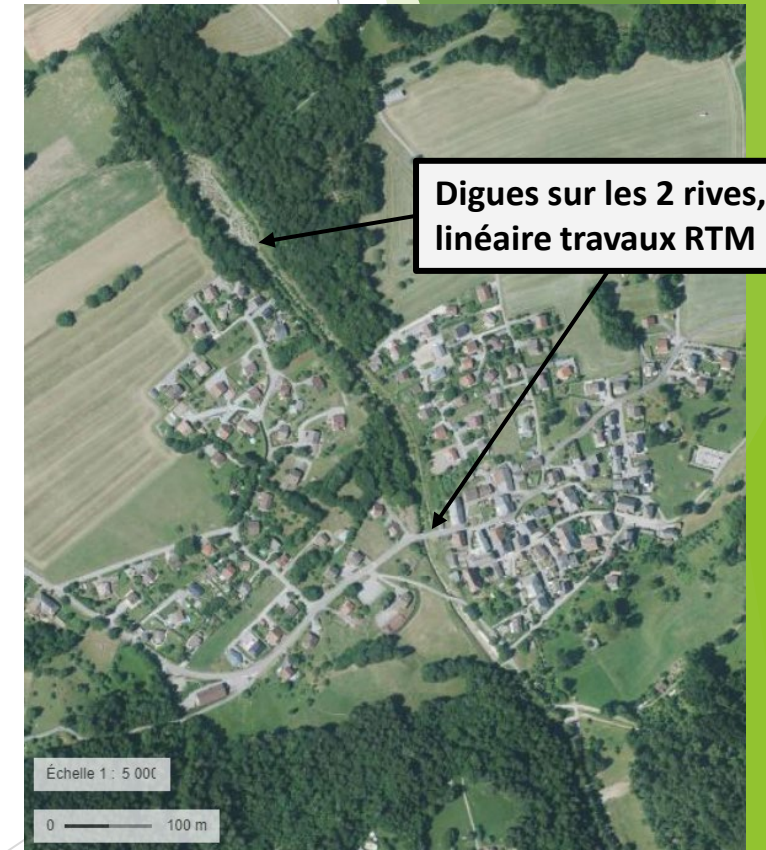 Digues sur les 2 rives,
linéaire travaux RTM
Échelle 1 : 5 000
0 100 m